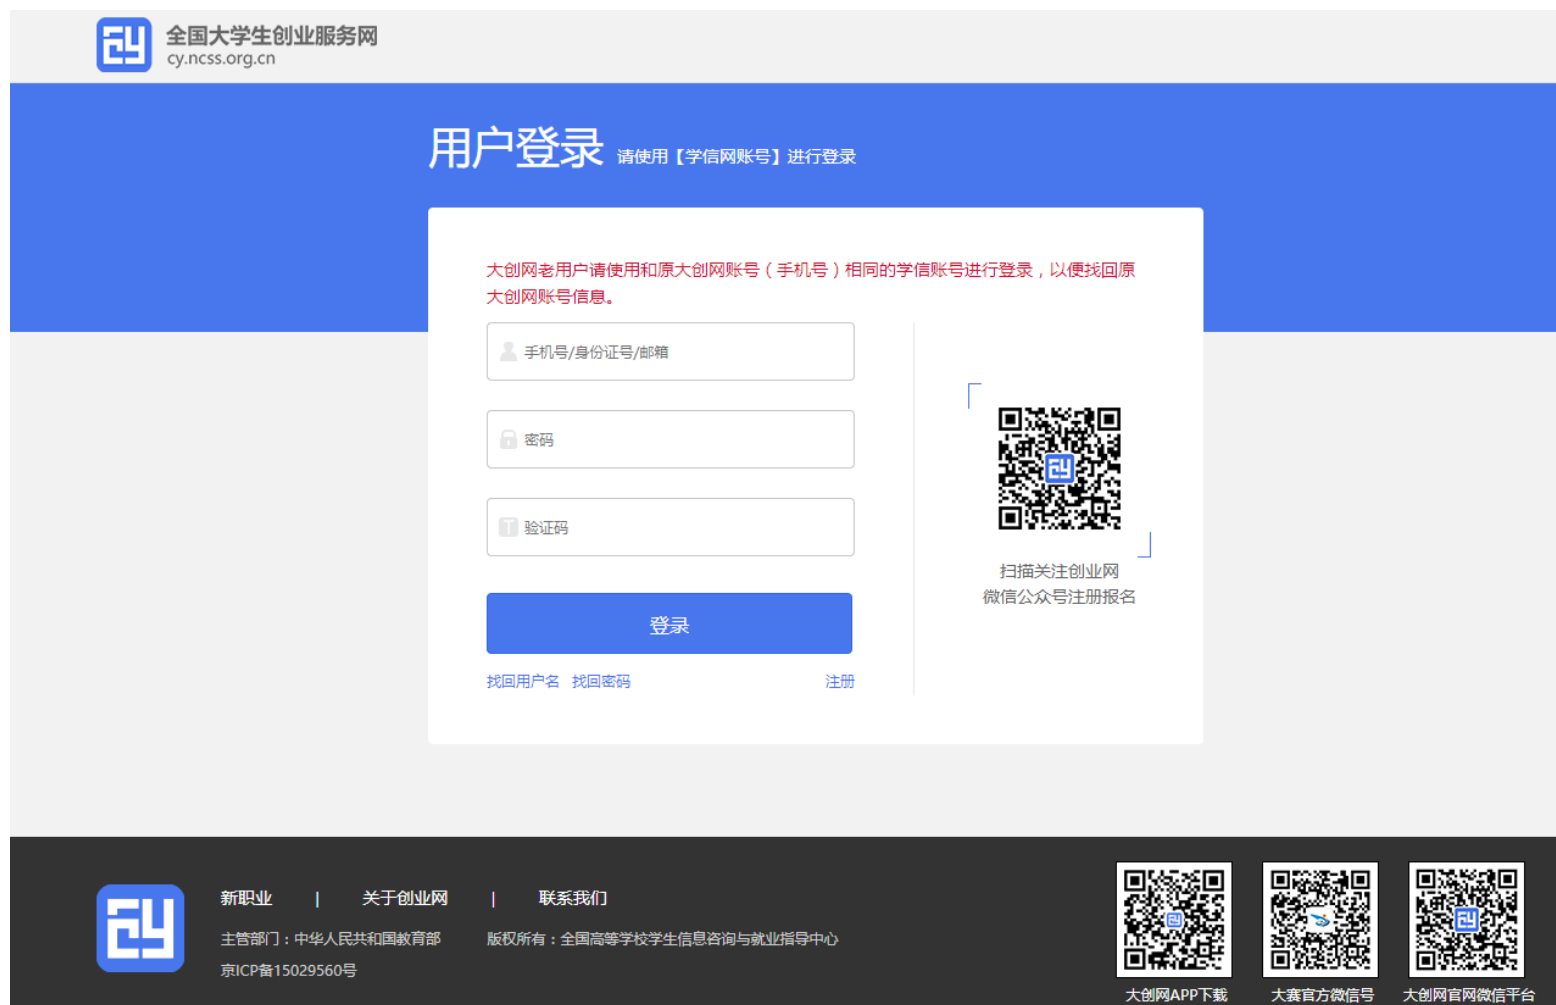 全国大学生创业服务网
cy.ncss.org.cn
用户登录 请使用【学信网账号】进行登录
大创网老用户请使用和原大创网账号（手机号）相同的学信账号进行登录，以便找回原
大创网账号信息。
手机号/身份证号/邮箱
密码
T 验证码
登录
找回用户名 找回密码 注册
扫描关注创业网
微信公众号注册报名
新职业 | 关于创业网 | 联系我们
主管部门：中华人民共和国教育部 版权所有：全国高等学校学生信息咨询与就业指导中心
京ICP备15029560号
大创网APP下载 大赛官方微信号 大创网官网微信平台